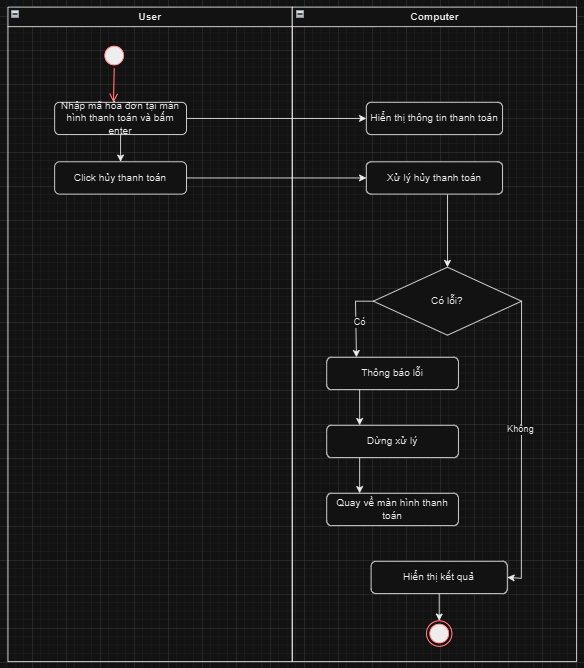 User
Computer
Nhập mã hóa đơn tại màn
hình thanh toán và bấm
enter
Hiển thị thông tin thanh toán
Click hủy thanh toán
Xử lý hủy thanh toán
Có lỗi?
Có
Thông báo lỗi
Không
Dừng xử lý
Quay về màn hình thanh
toán
Hiển thị kết quả